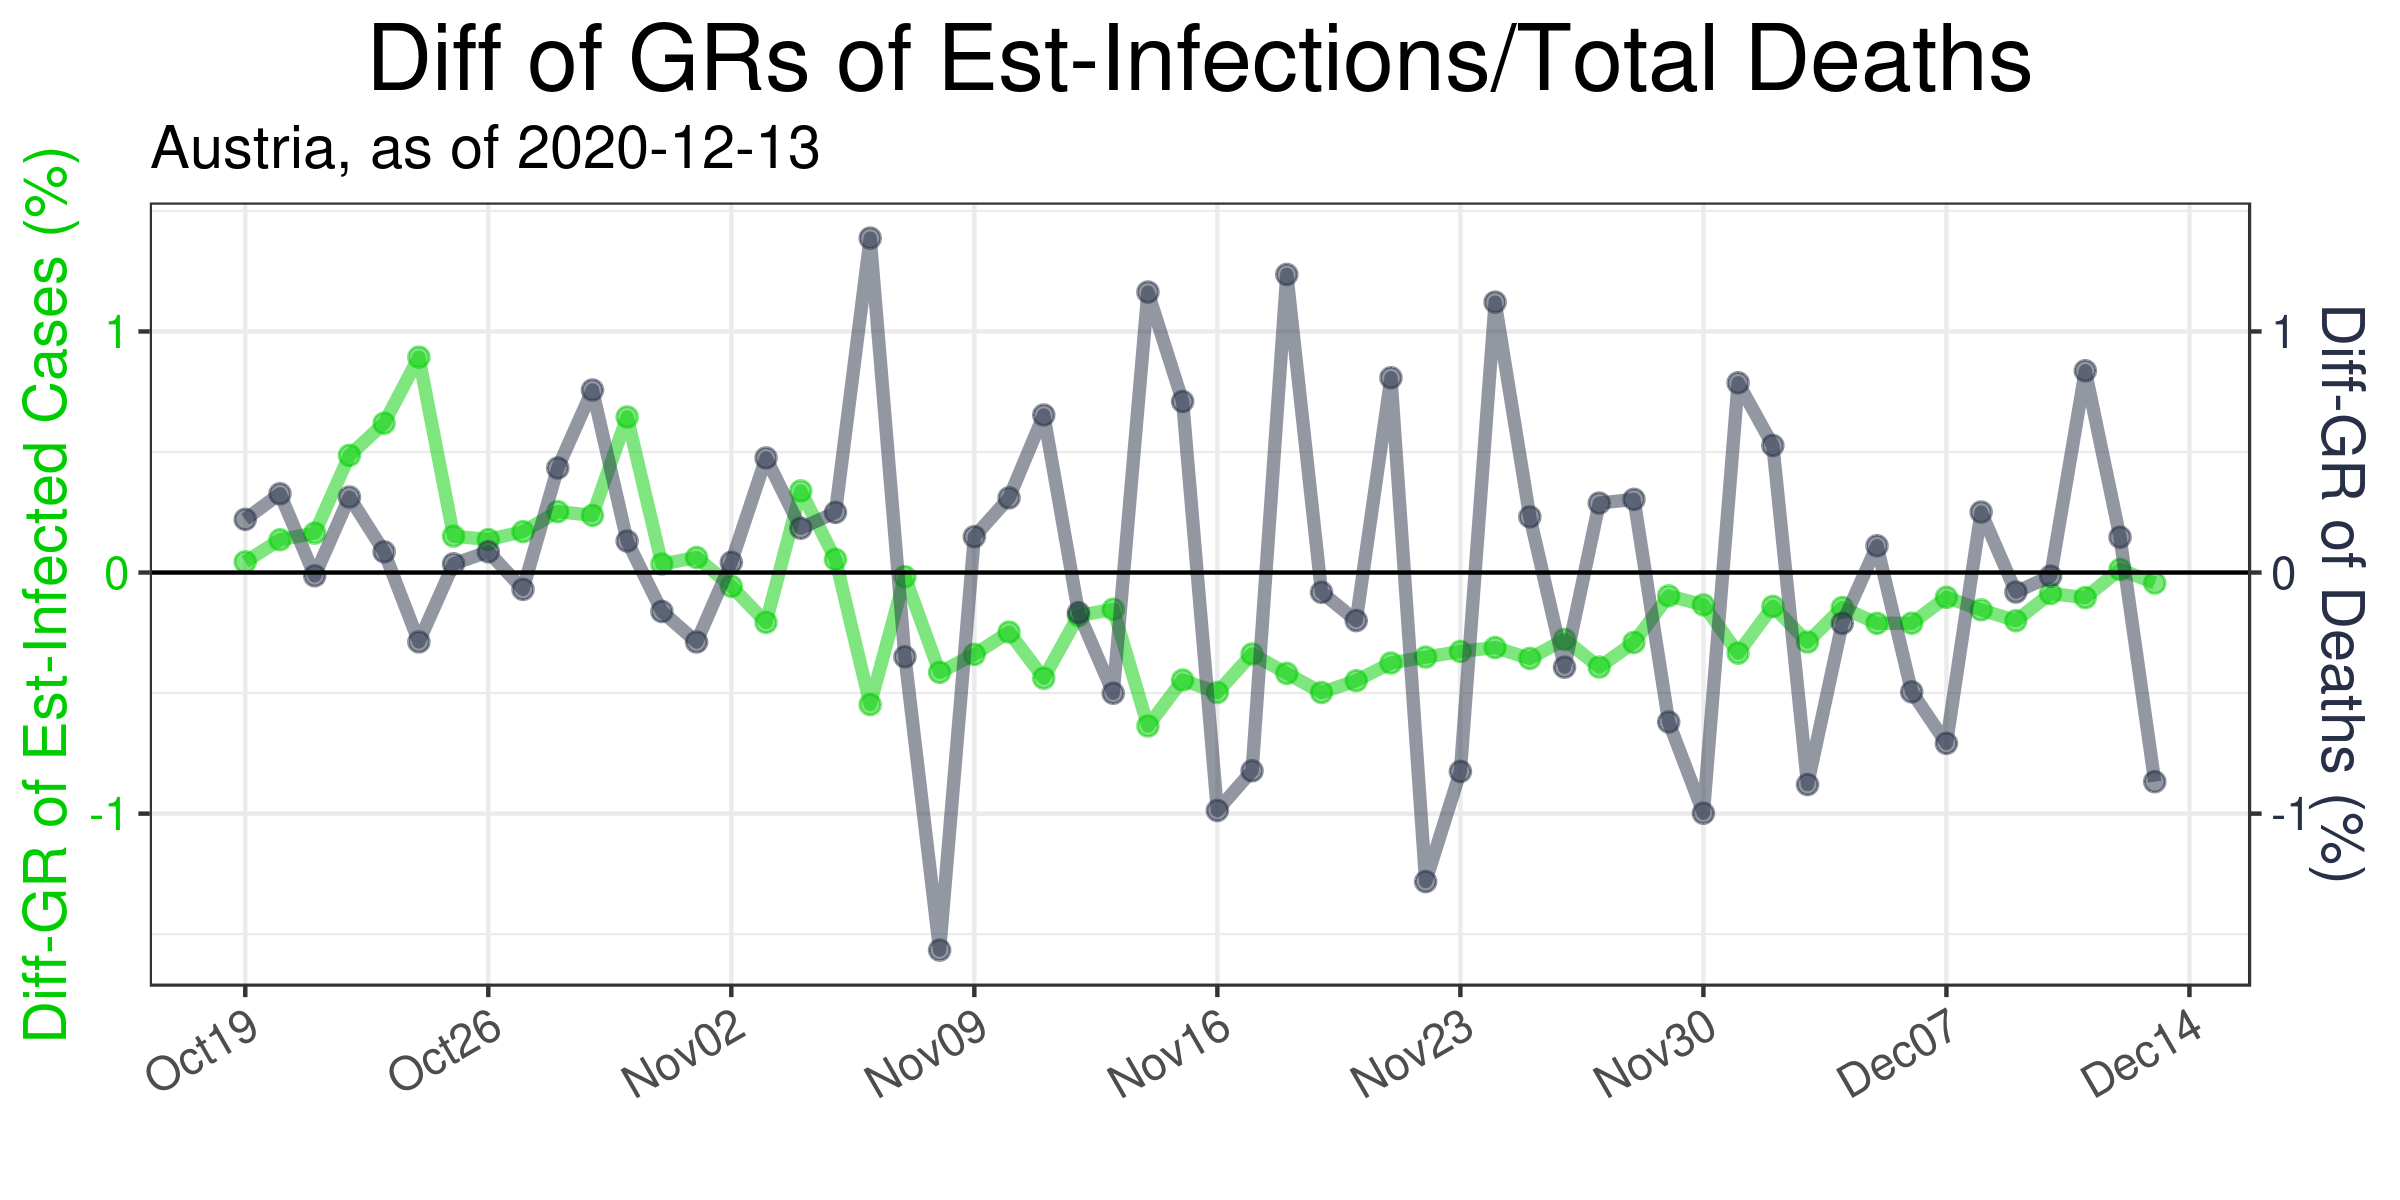 Diff of GRs of Est-Infections/Total Deaths
Austria, as of 2020-12-13
Diff-GR of Est-Infected Cases (%)
1
0
-1
1
0
-1
Diff-GR of Deaths (%)
Oct19
Oct26
Nov02
Nov09
Nov16
Nov23
Nov30
Dec07
Dec14